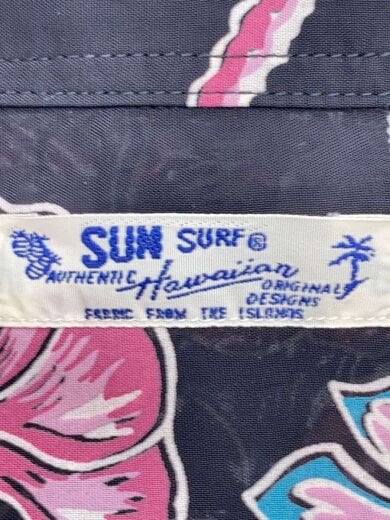 SUN SURF®
AUTHENTIC Hawaiian ORIGINAL
DESIGNS
FABRIC FROM THE ISLANDS